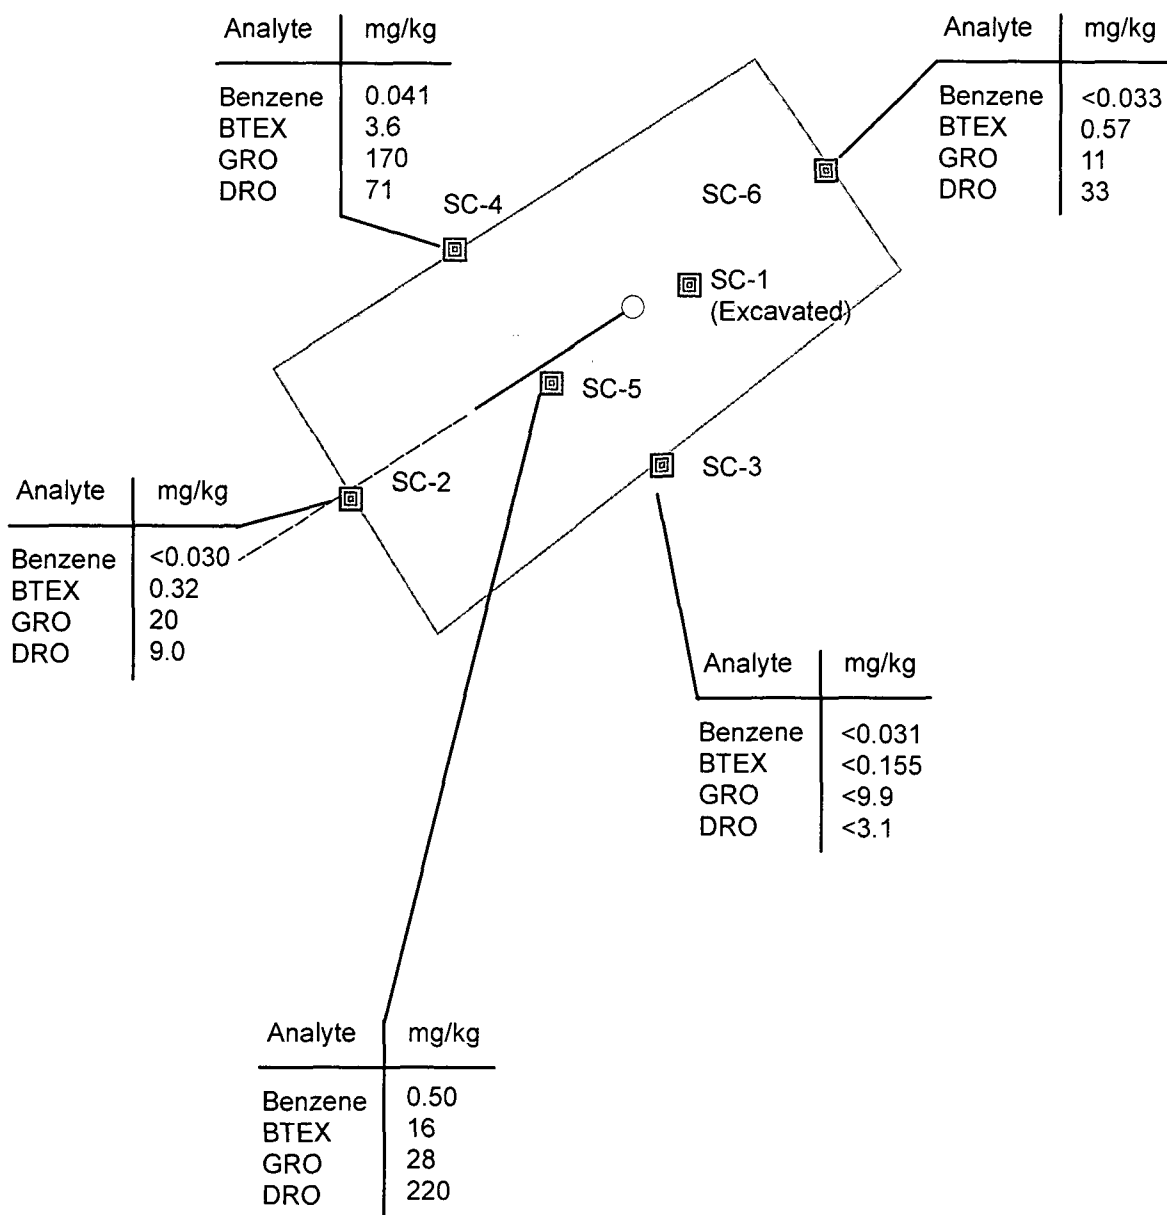 Analyte mg/kg
Benzene 0.041
BTEX 3.6
GRO 170
DRO 71
Analyte mg/kg
Benzene <0.033
BTEX 0.57
GRO 11
DRO 33
SC-4
SC-6
SC-1
(Excavated)
SC-5
SC-3
SC-2
Analyte mg/kg
Benzene <0.030
BTEX 0.32
GRO 20
DRO 9.0
Analyte mg/kg
Benzene <0.031
BTEX <0.155
GRO <9.9
DRO <3.1
Analyte mg/kg
Benzene 0.50
BTEX 16
GRO 28
DRO 220